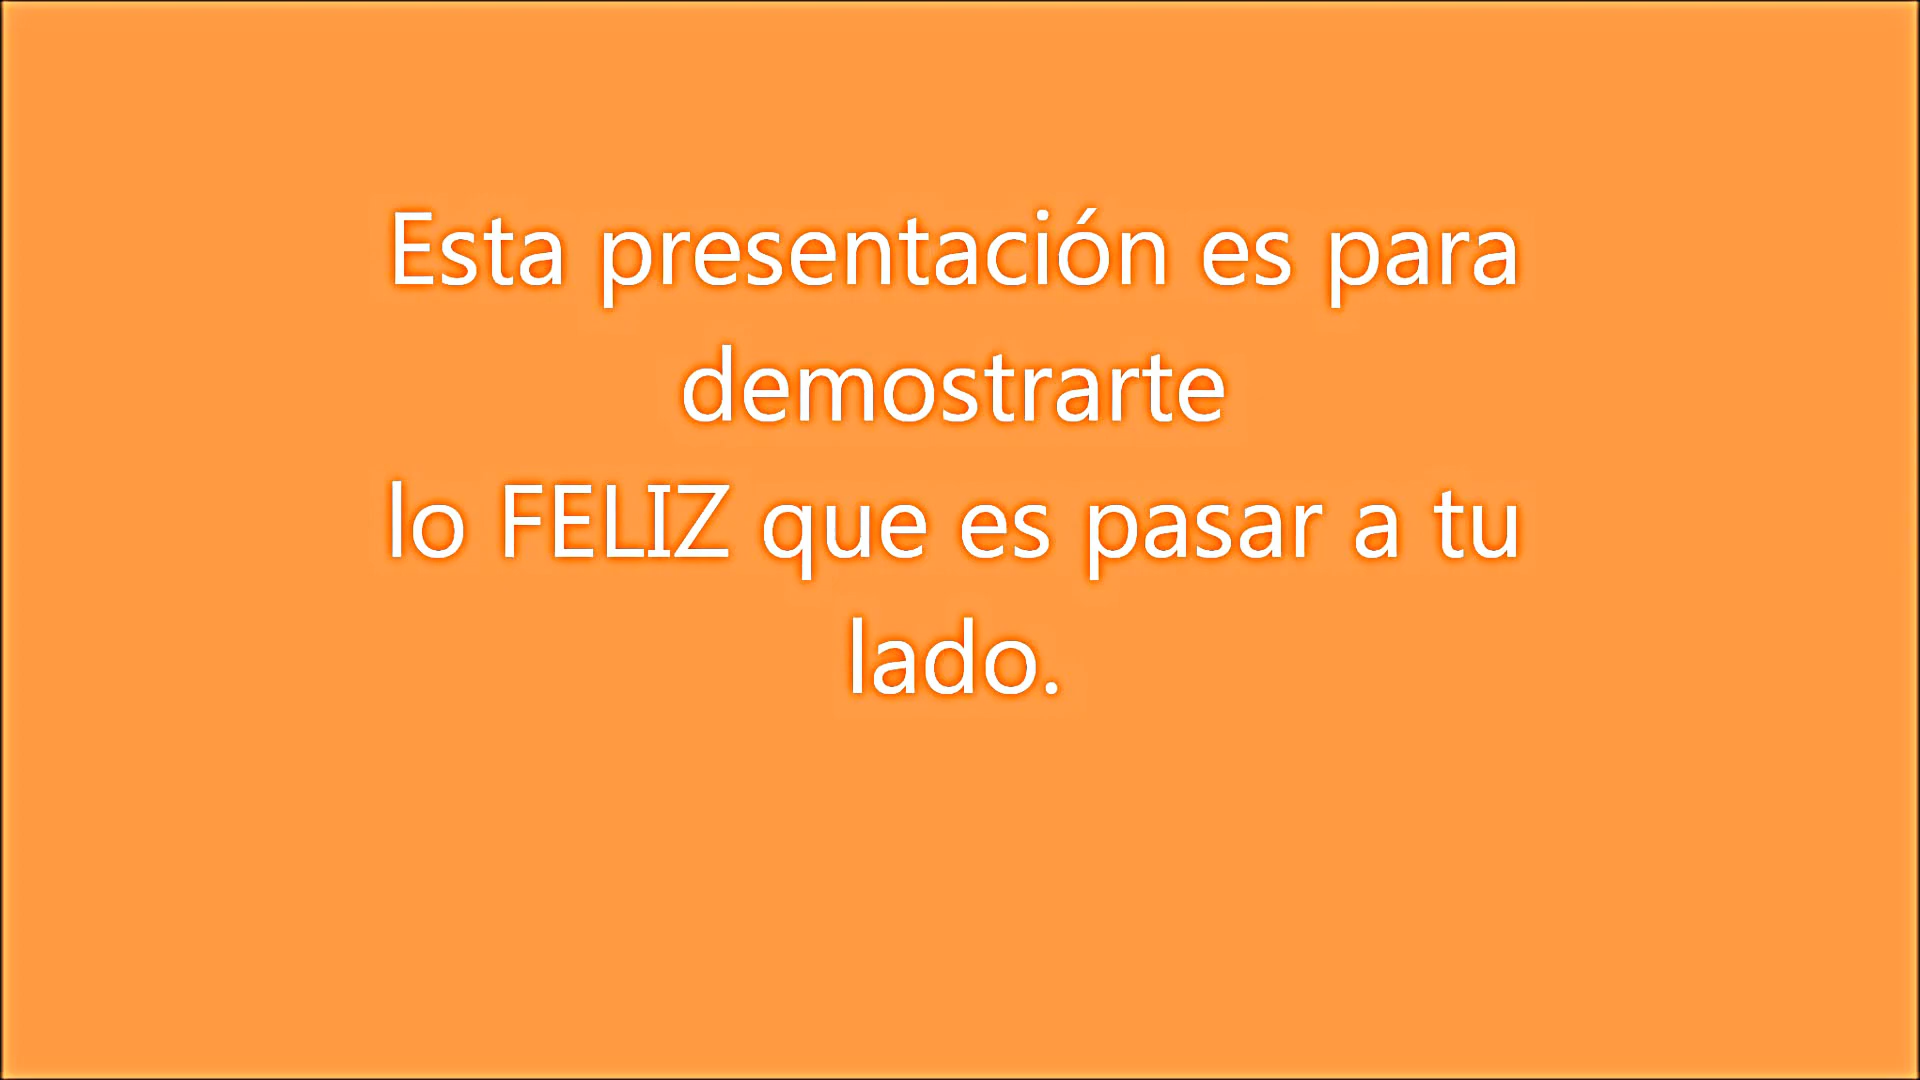 Esta presentación es para
demostrarte
lo FELIZ que es pasar a tu
lado.